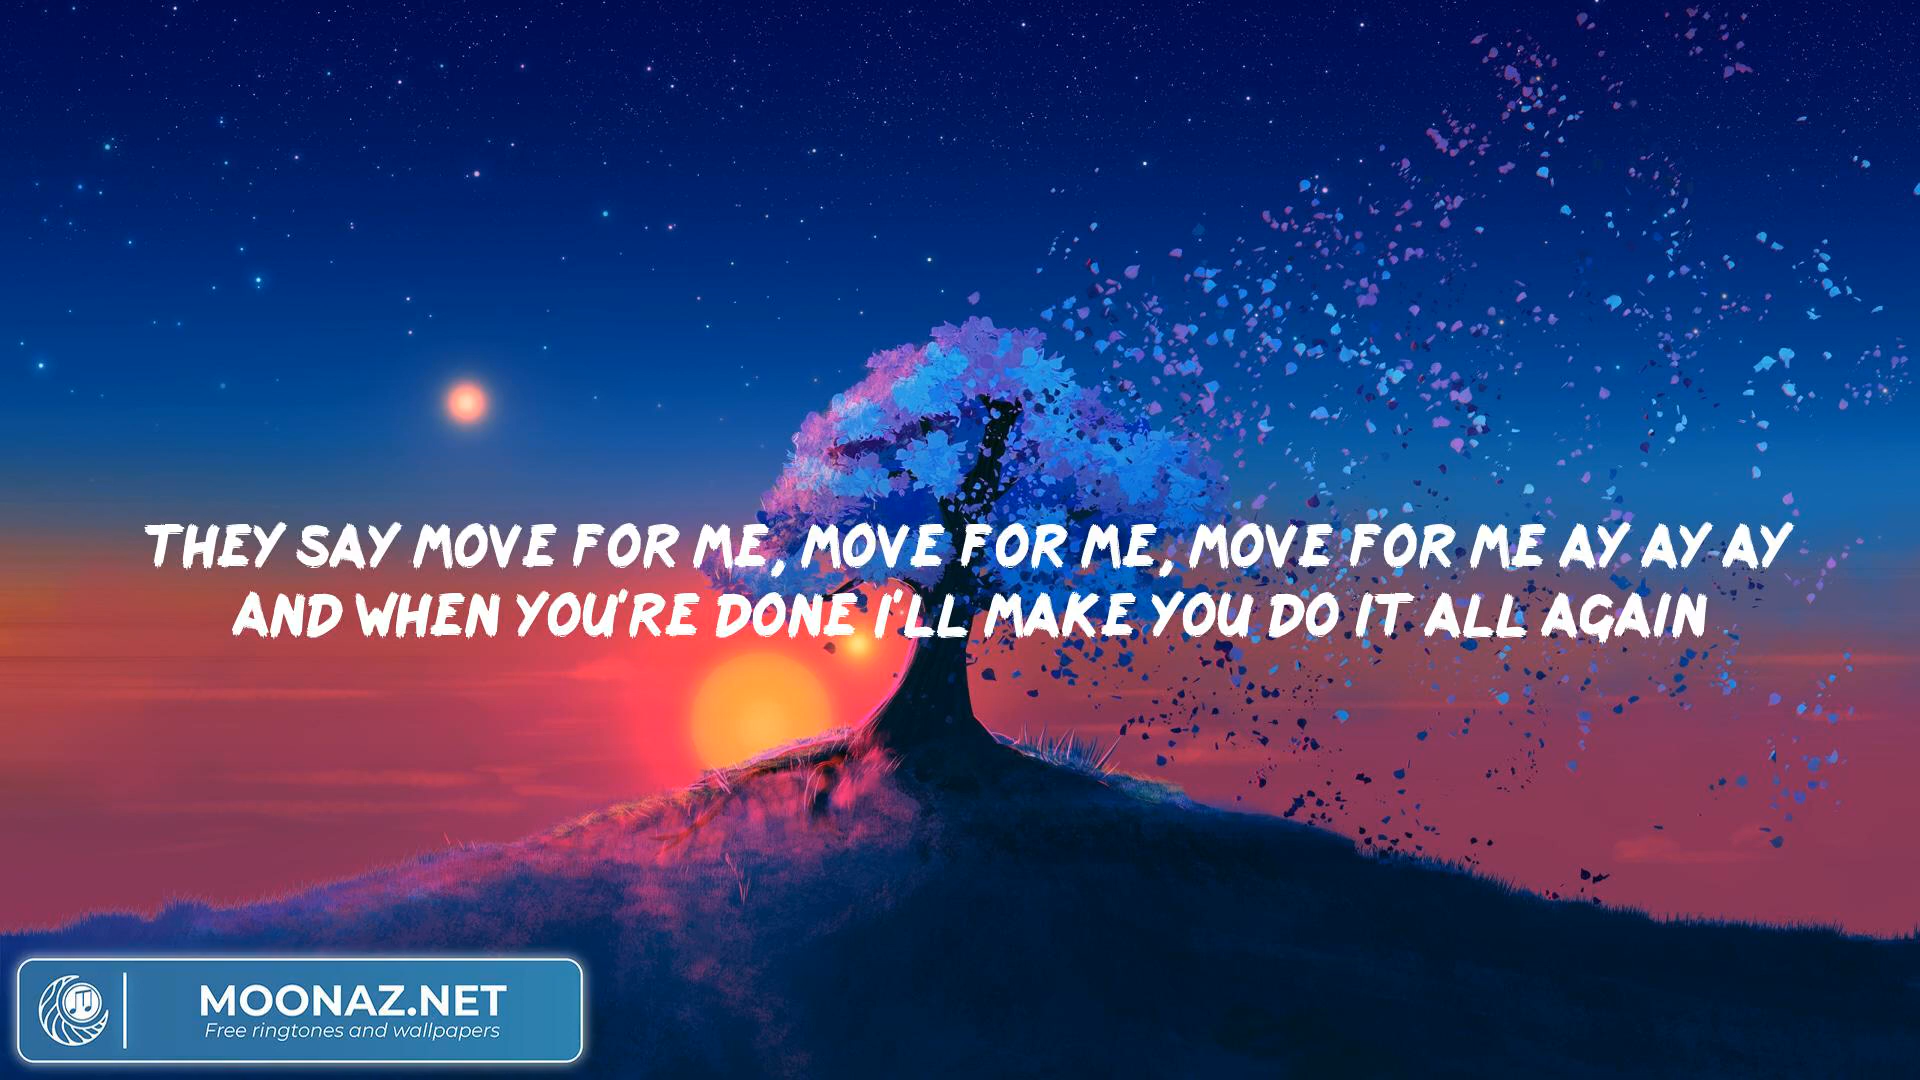 THEY SAY MOVE FOR ME, MOVE FOR ME, MOVE FOR ME AY AY AY
AND WHEN YOU'RE DONE I'LL MAKE YOU DO IT ALL AGAIN
MOONAZ.NET
Free ringtones and wallpapers